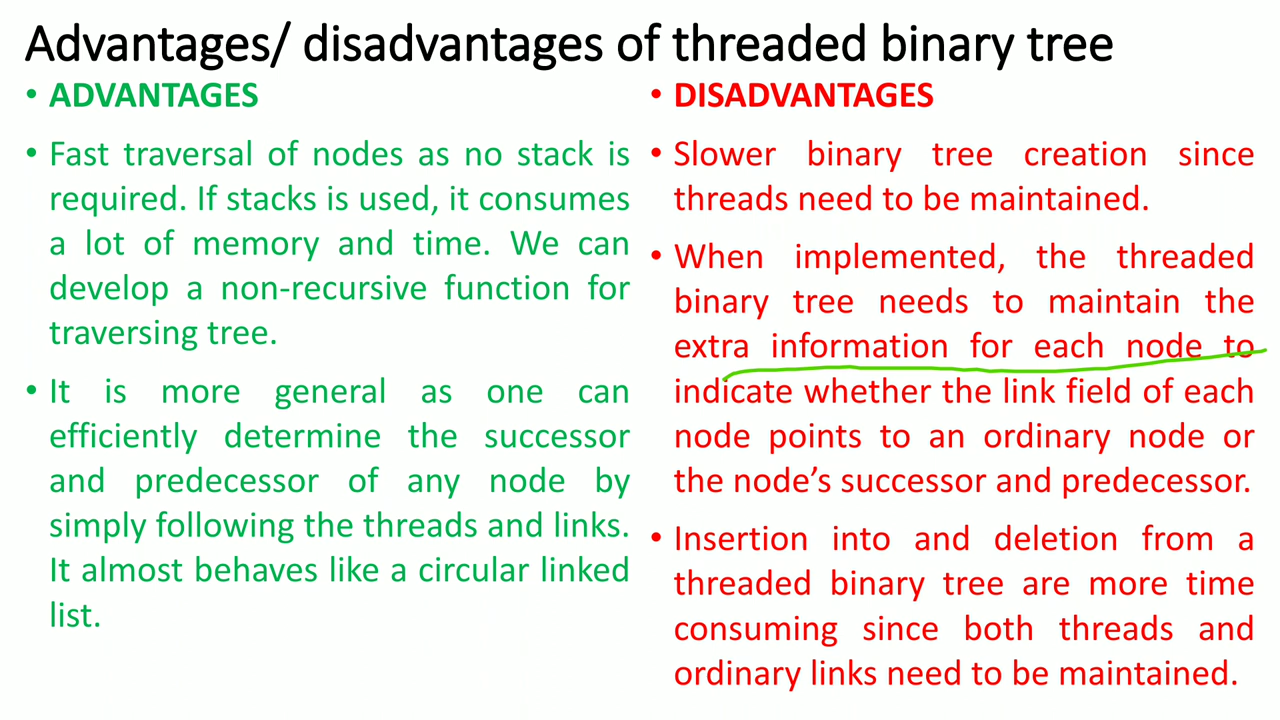 Advantages/ disadvantages of threaded binary tree
• ADVANTAGES
• Fast traversal of nodes as no stack is
required. If stacks is used, it consumes
a lot of memory and time. We can
develop a non-recursive function for
traversing tree.
• It is more general as one can
efficiently determine the successor
and predecessor of any node by
simply following the threads and links.
It almost behaves like a circular linked
list.
• DISADVANTAGES
• Slower binary tree creation since
threads need to be maintained.
• When implemented, the threaded
binary tree needs to maintain the
extra information for each node to
indicate whether the link field of each
node points to an ordinary node or
the node’s successor and predecessor.
• Insertion into and deletion from a
threaded binary tree are more time
consuming since both threads and
ordinary links need to be maintained.